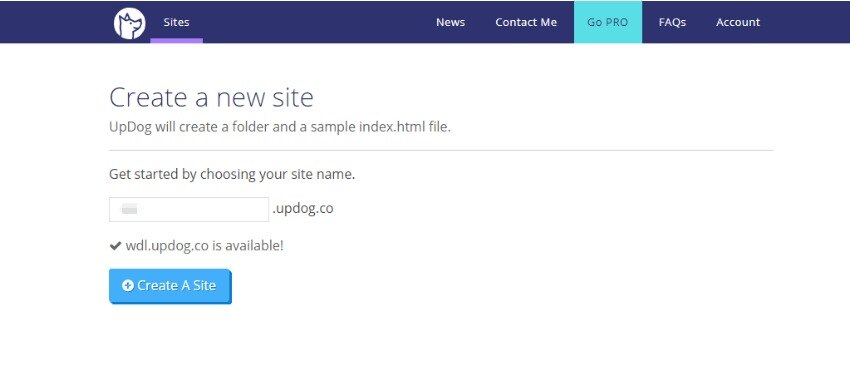 Sites News Contact Me Go PRO FAQs Account
Create a new site
UpDog will create a folder and a sample index.html file.
Get started by choosing your site name.
.updog.co
wdl.updog.co is available!
Create A Site